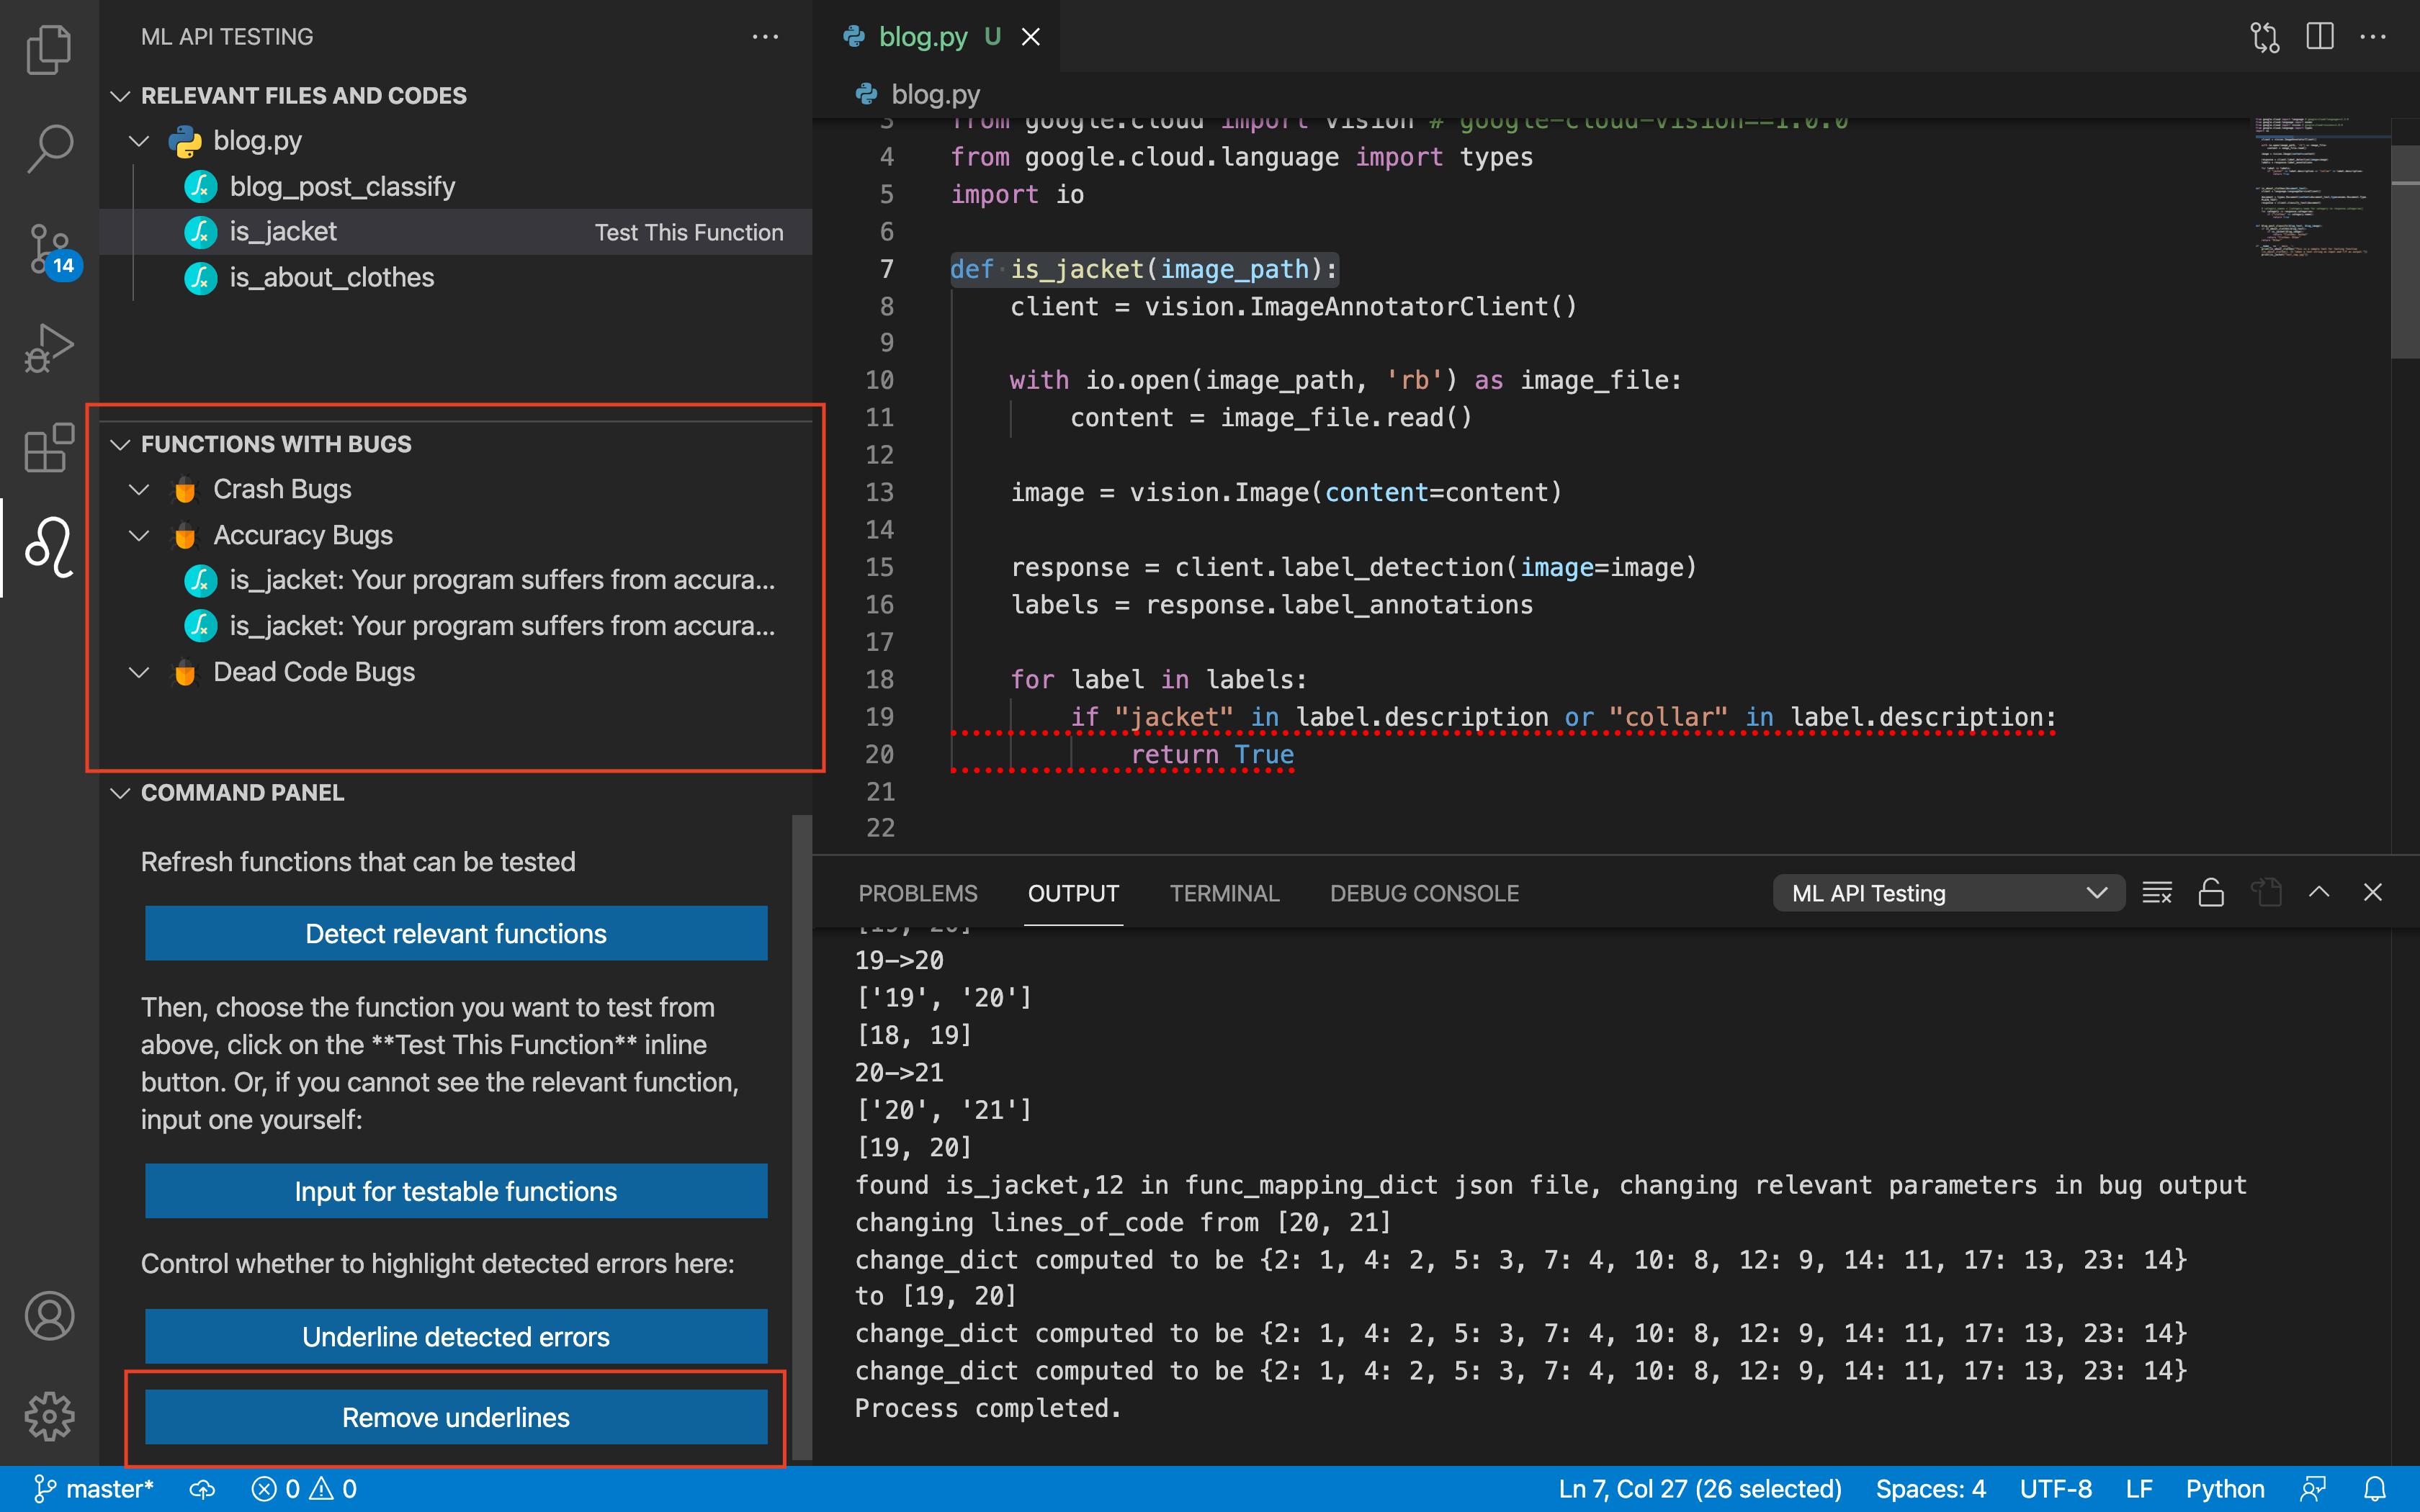 ML API TESTING
RELEVANT FILES AND CODES
blog.py
blog_post_classify
is_jacket Test This Function
is_about_clothes
14
FUNCTIONS WITH BUGS
Crash Bugs
Accuracy Bugs
is_jacket: Your program suffers from accura...
is_jacket: Your program suffers from accura...
Dead Code Bugs
COMMAND PANEL
Refresh functions that can be tested
Detect relevant functions
Then, choose the function you want to test from
above, click on the **Test This Function** inline
button. Or, if you cannot see the relevant function,
input one yourself:
Input for testable functions
Control whether to highlight detected errors here:
Underline detected errors
Remove underlines
blog.py U
blog.py
3 from google.cloud import vision # google-cloud-vision==1.0.0
4 from google.cloud.language import types
5 import io
6
7 def is_jacket(image_path):
8 client = vision.ImageAnnotatorClient()
9
10 with io.open(image_path, 'rb') as image_file:
11 content = image_file.read()
12
13 image = vision.Image(content=content)
14
15 response = client.label_detection(image=image)
16 labels = response.label_annotations
17
18 for label in labels:
19 if "jacket" in label.description or "collar" in label.description:
20 return True
21
22
PROBLEMS OUTPUT TERMINAL DEBUG CONSOLE ML API Testing
[19, 20]
19->20
['19', '20']
[18, 19]
20->21
['20', '21']
[19, 20]
found is_jacket,12 in func_mapping_dict json file, changing relevant parameters in bug output
changing lines_of_code from [20, 21]
change_dict computed to be {2: 1, 4: 2, 5: 3, 7: 4, 10: 8, 12: 9, 14: 11, 17: 13, 23: 14}
to [19, 20]
change_dict computed to be {2: 1, 4: 2, 5: 3, 7: 4, 10: 8, 12: 9, 14: 11, 17: 13, 23: 14}
change_dict computed to be {2: 1, 4: 2, 5: 3, 7: 4, 10: 8, 12: 9, 14: 11, 17: 13, 23: 14}
Process completed.
master* 0 0 Ln 7, Col 27 (26 selected) Spaces: 4 UTF-8 LF Python